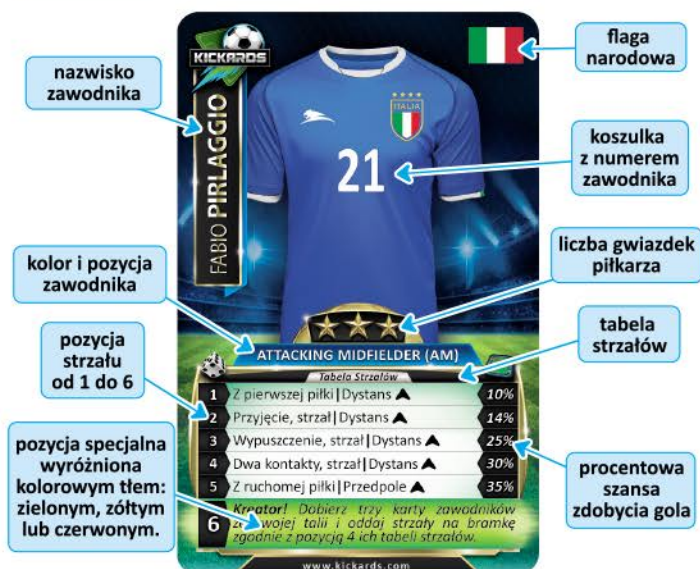 nazwisko
zawodnika
kolor i pozycja
zawodnika
pozycja
strzału
od 1 do 6
pozycja specjalna
wyróżniona
kolorowym tłem:
zielonym, zółtym
lub czerwonym.
KICKARDS
FABIO PIRLAGGIO
ITALIA
21
ATTACKING MIDFIELDER (AM)
Tabela Strzałów
1 Z pierwszej piłki | Dystans 10%
2 Przyjęcie, strzał | Dystans 14%
3 Wypuszczenie, strzał | Dystans 25%
4 Dwa kontakty, strzał | Dystans 30%
5 Z ruchomej piłki | Przedpole 35%
6 Kreator! Dobierz trzy karty zawodników
ze swojej talii i oddaj strzały na bramkę
zgodnie z pozycją 4 ich tabeli strzałów.
www.kickards.com
flaga
narodowa
koszulka
z numerem
zawodnika
liczba gwiazdek
piłkarza
tabela
strzałów
procentowa
szansa
zdobycia gola